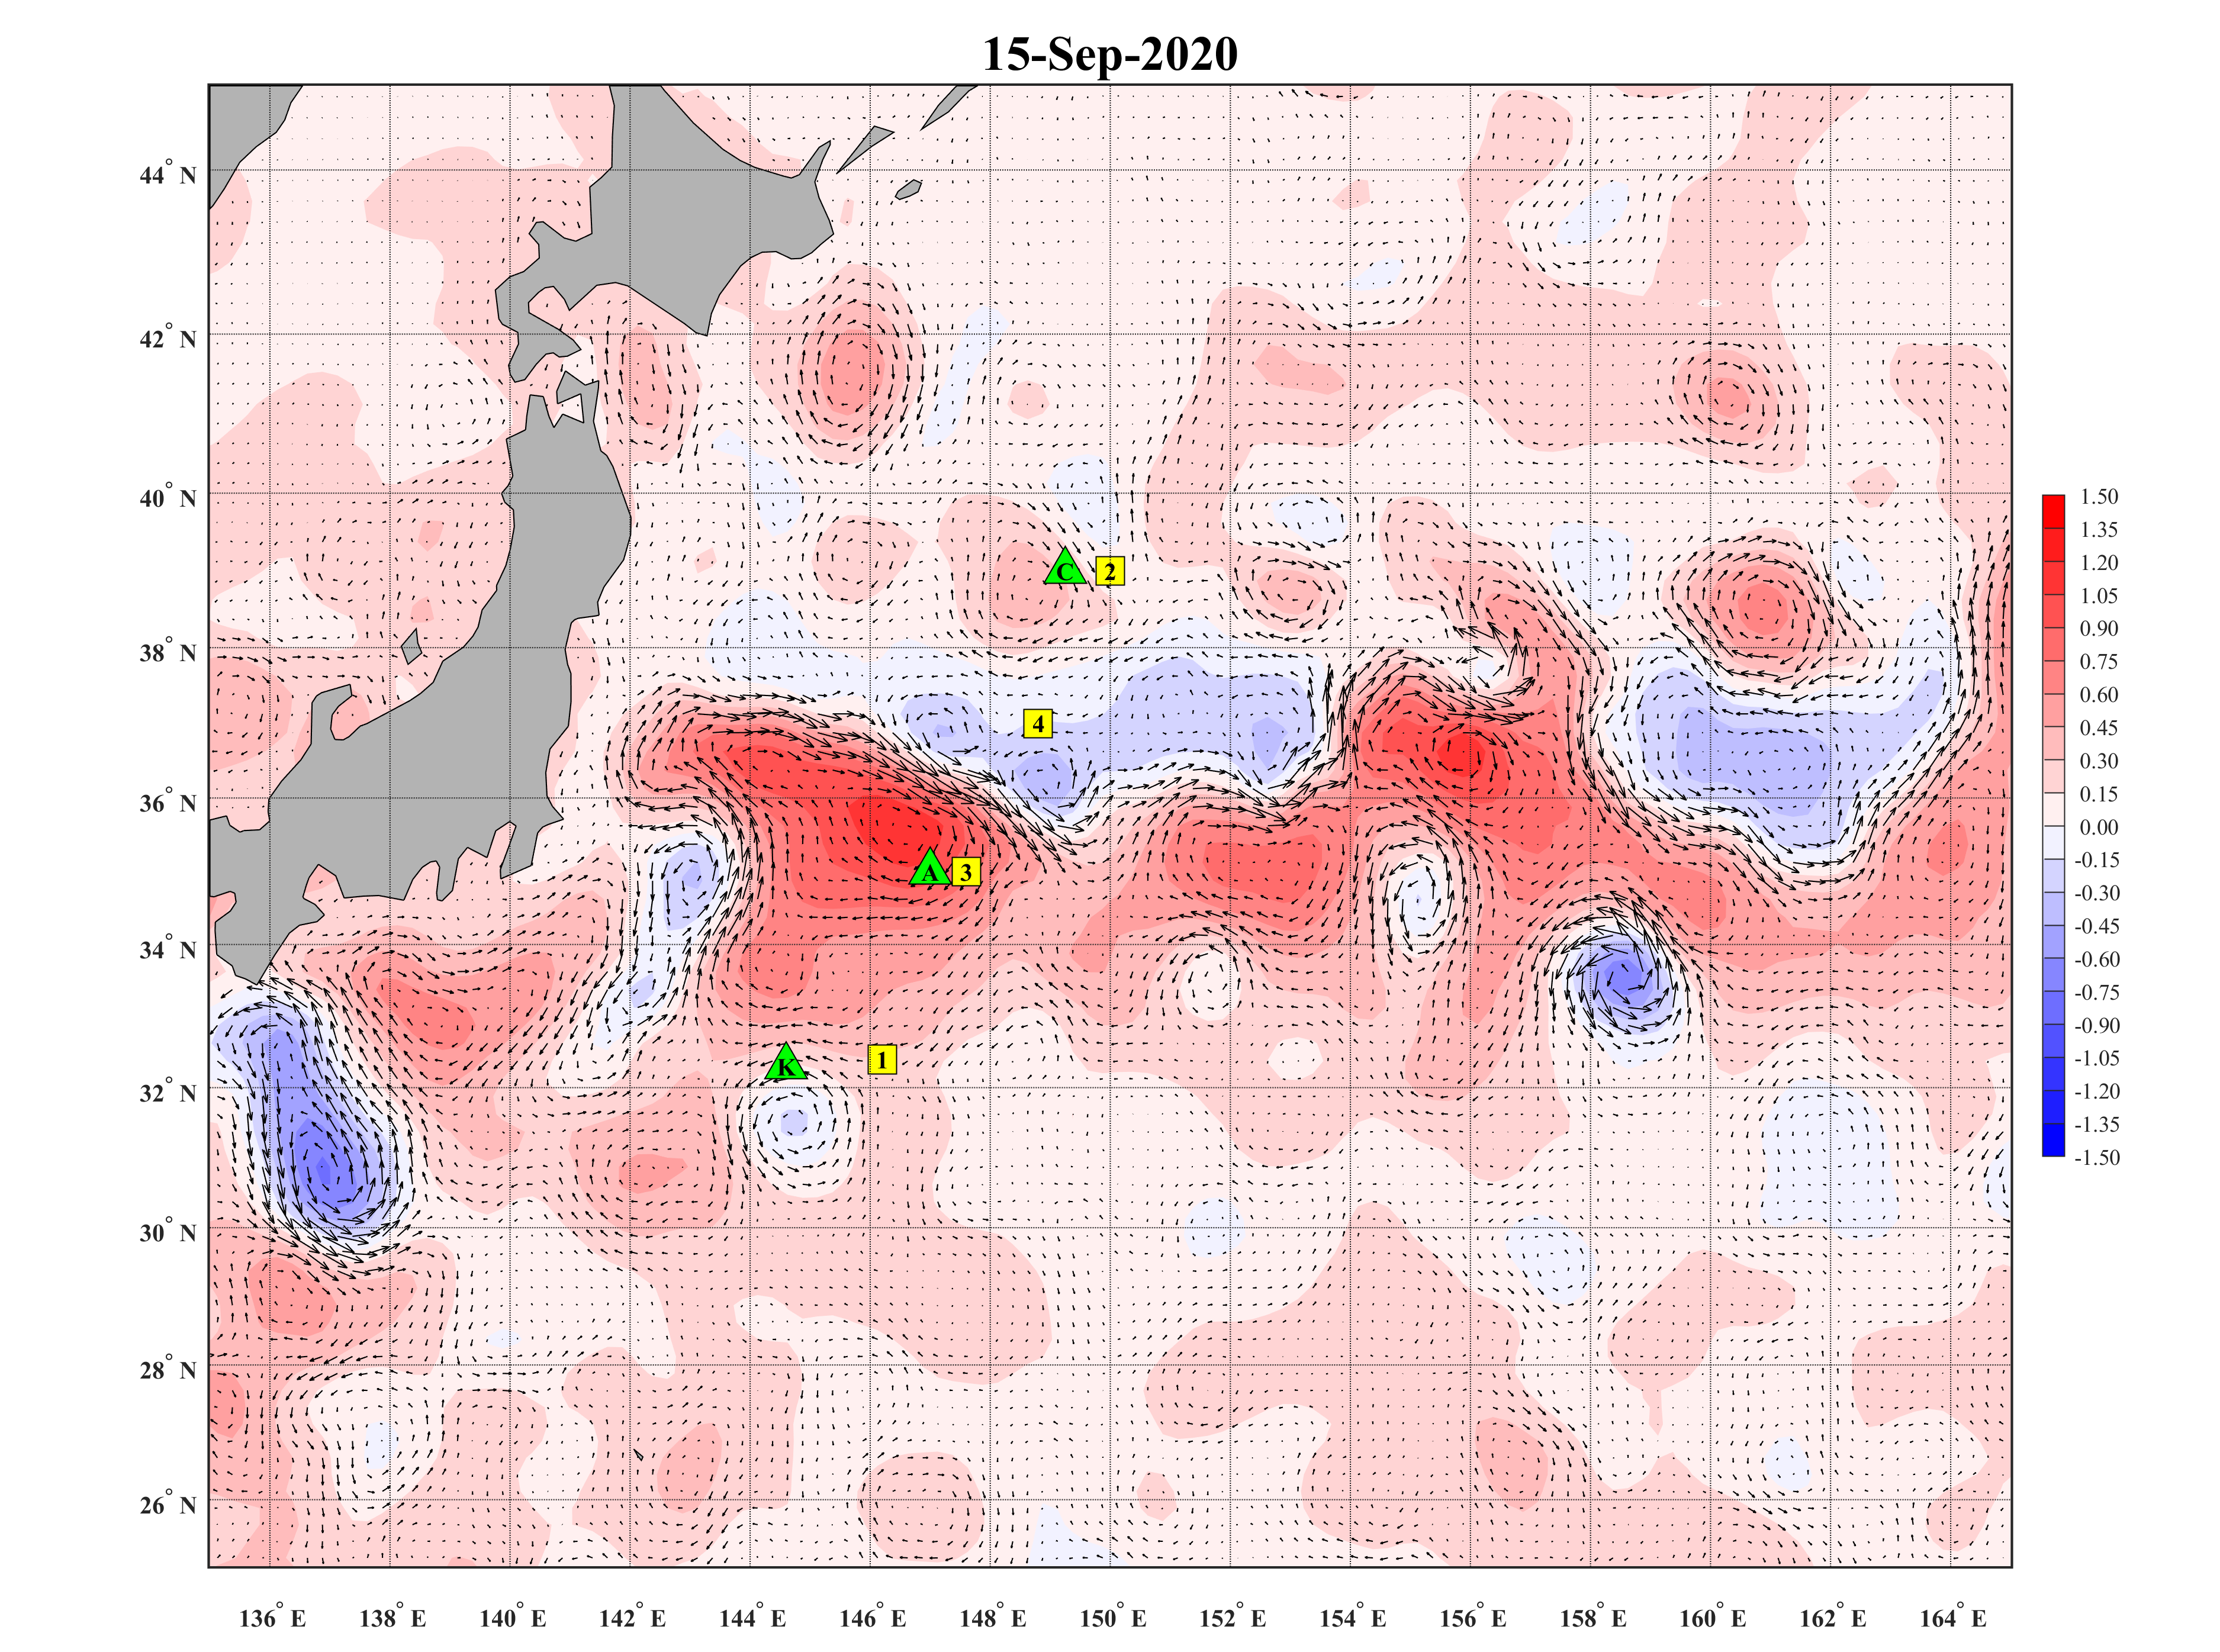 15-Sep-2020
44° N
42° N
40° N
38° N
36° N
34° N
32° N
30° N
28° N
26° N
C
2
4
A
3
K
1
1.50
1.35
1.20
1.05
0.90
0.75
0.60
0.45
0.30
0.15
0.00
-0.15
-0.30
-0.45
-0.60
-0.75
-0.90
-1.05
-1.20
-1.35
-1.50
136° E
138° E
140° E
142° E
144° E
146° E
148° E
150° E
152° E
154° E
156° E
158° E
160° E
162° E
164° E